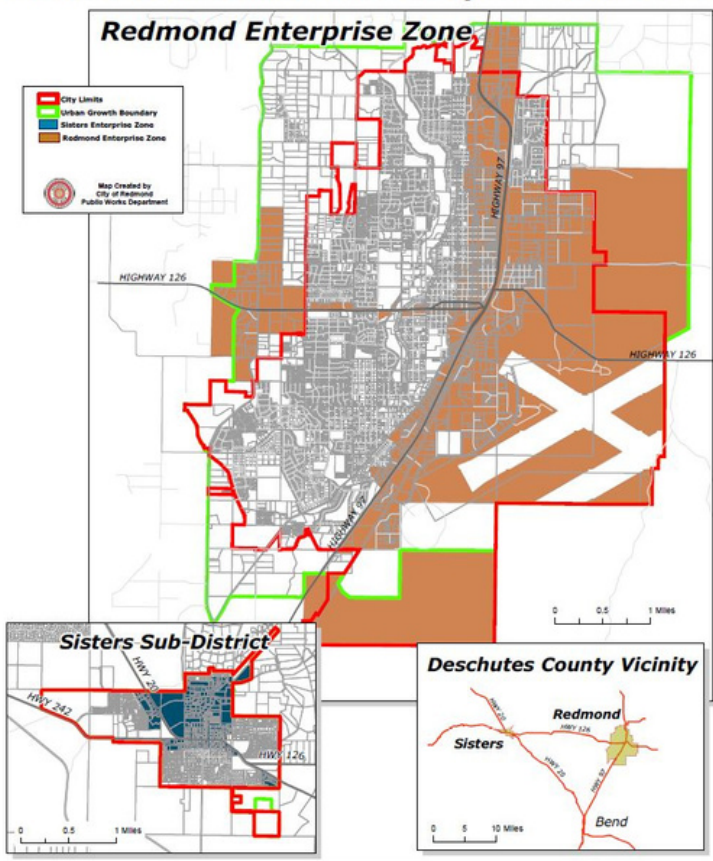 Redmond Enterprise Zone
City Limits
Urban Growth Boundary
Sisters Enterprise Zone
Redmond Enterprise Zone
Map Created by
City of Redmond
Public Works Department
HIGHWAY 97
HIGHWAY 126
HIGHWAY 126
HIGHWAY 97
0 0.5 1 Miles
Sisters Sub-District
HWY 20
HWY 242
HWY 126
0 0.5 1 Miles
Deschutes County Vicinity
HWY 20
Redmond
HWY 126
Sisters
HWY 20
HWY 97
Bend
0 5 10 Miles